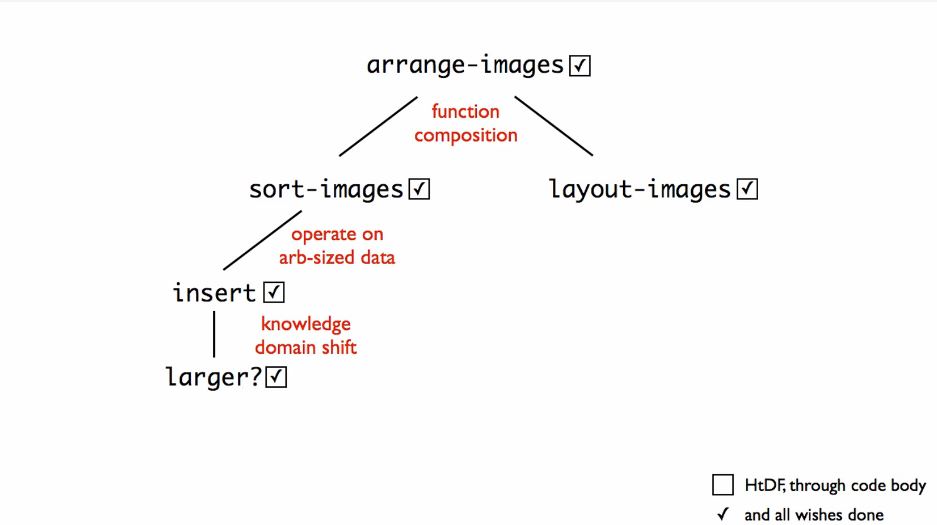 arrange-images ✓
function
composition
sort-images ✓
layout-images ✓
operate on
arb-sized data
insert ✓
knowledge
domain shift
larger? ✓
HtDF, through code body
✓ and all wishes done